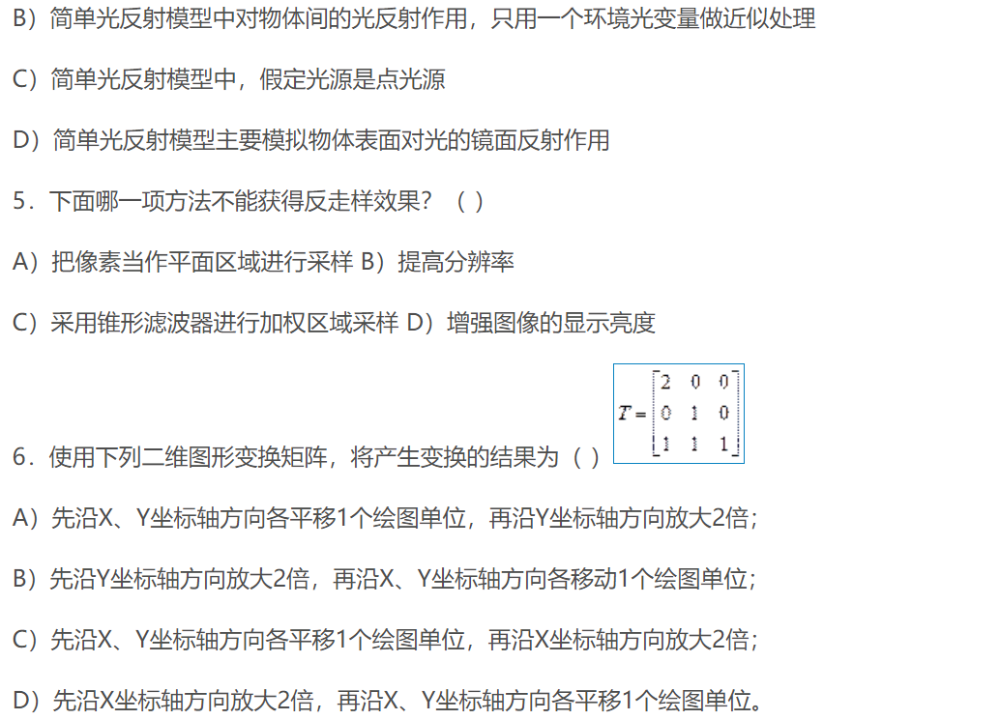 B）简单光反射模型中对物体间的光反射作用，只用一个环境光变量做近似处理
C）简单光反射模型中，假定光源是点光源
D）简单光反射模型主要模拟物体表面对光的镜面反射作用
5．下面哪一项方法不能获得反走样效果？（ ）
A）把像素当作平面区域进行采样 B）提高分辨率
C）采用锥形滤波器进行加权区域采样 D）增强图像的显示亮度
2 0 0
T = 0 1 0
1 1 1
6．使用下列二维图形变换矩阵，将产生变换的结果为（ ）
A）先沿X、Y坐标轴方向各平移1个绘图单位，再沿Y坐标轴方向放大2倍；
B）先沿Y坐标轴方向放大2倍，再沿X、Y坐标轴方向各移动1个绘图单位；
C）先沿X、Y坐标轴方向各平移1个绘图单位，再沿X坐标轴方向放大2倍；
D）先沿X坐标轴方向放大2倍，再沿X、Y坐标轴方向各平移1个绘图单位。